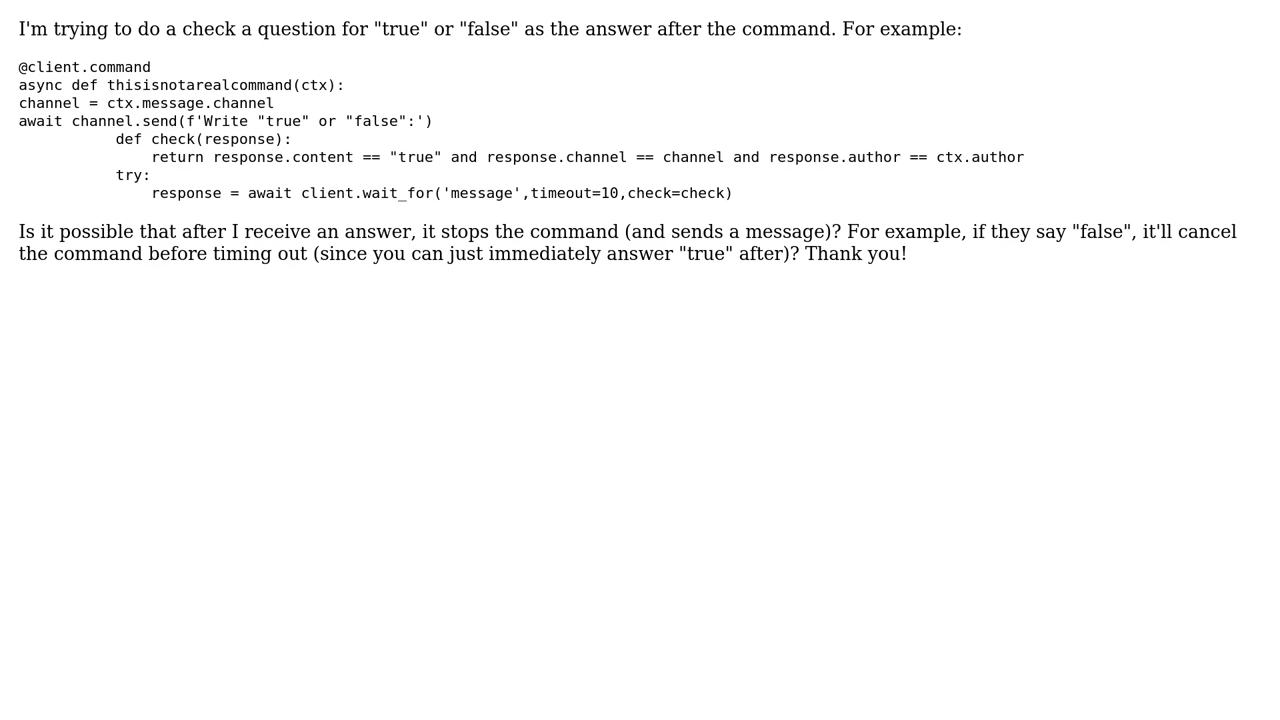 I'm trying to do a check a question for "true" or "false" as the answer after the command. For example:
@client.command
async def thisisnotarealcommand(ctx):
channel = ctx.message.channel
await channel.send(f'Write "true" or "false":')
           def check(response):
               return response.content == "true" and response.channel == channel and response.author == ctx.author
           try:
               response = await client.wait_for('message',timeout=10,check=check)
Is it possible that after I receive an answer, it stops the command (and sends a message)? For example, if they say "false", it'll cancel
the command before timing out (since you can just immediately answer "true" after)? Thank you!